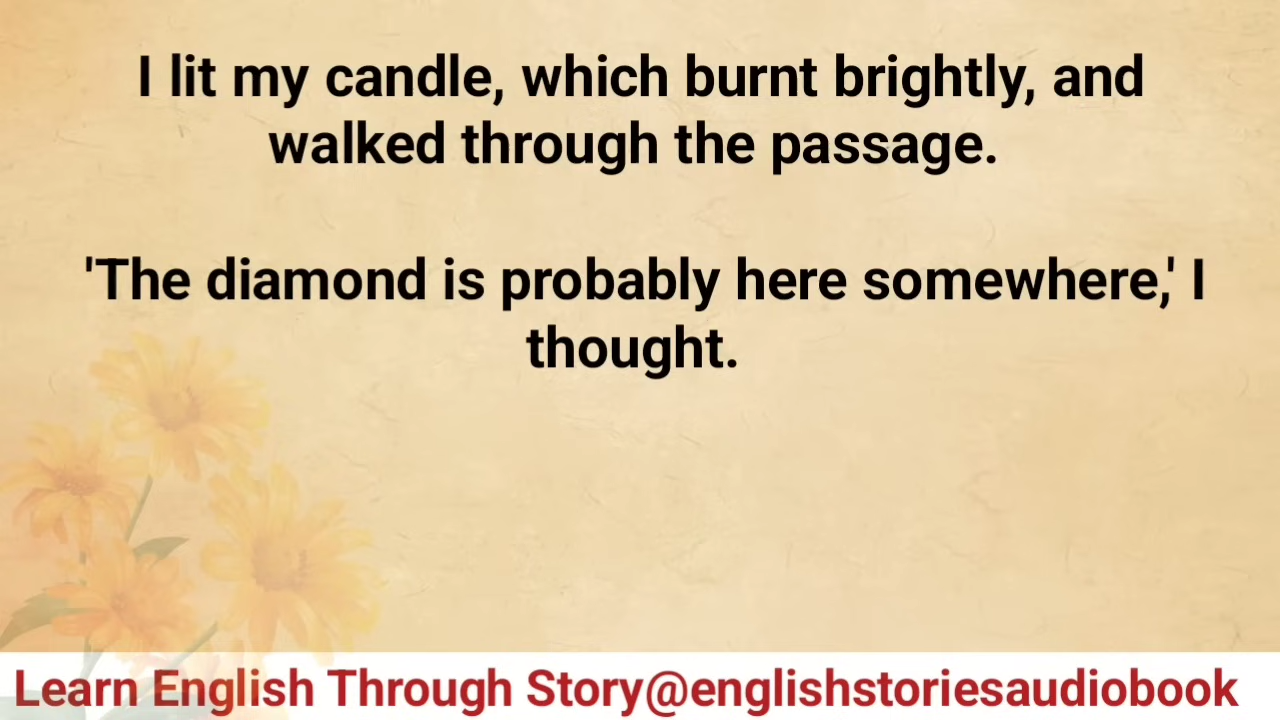 I lit my candle, which burnt brightly, and
walked through the passage.
'The diamond is probably here somewhere,' I
thought.
Learn English Through Story@englishstoriesaudiobook